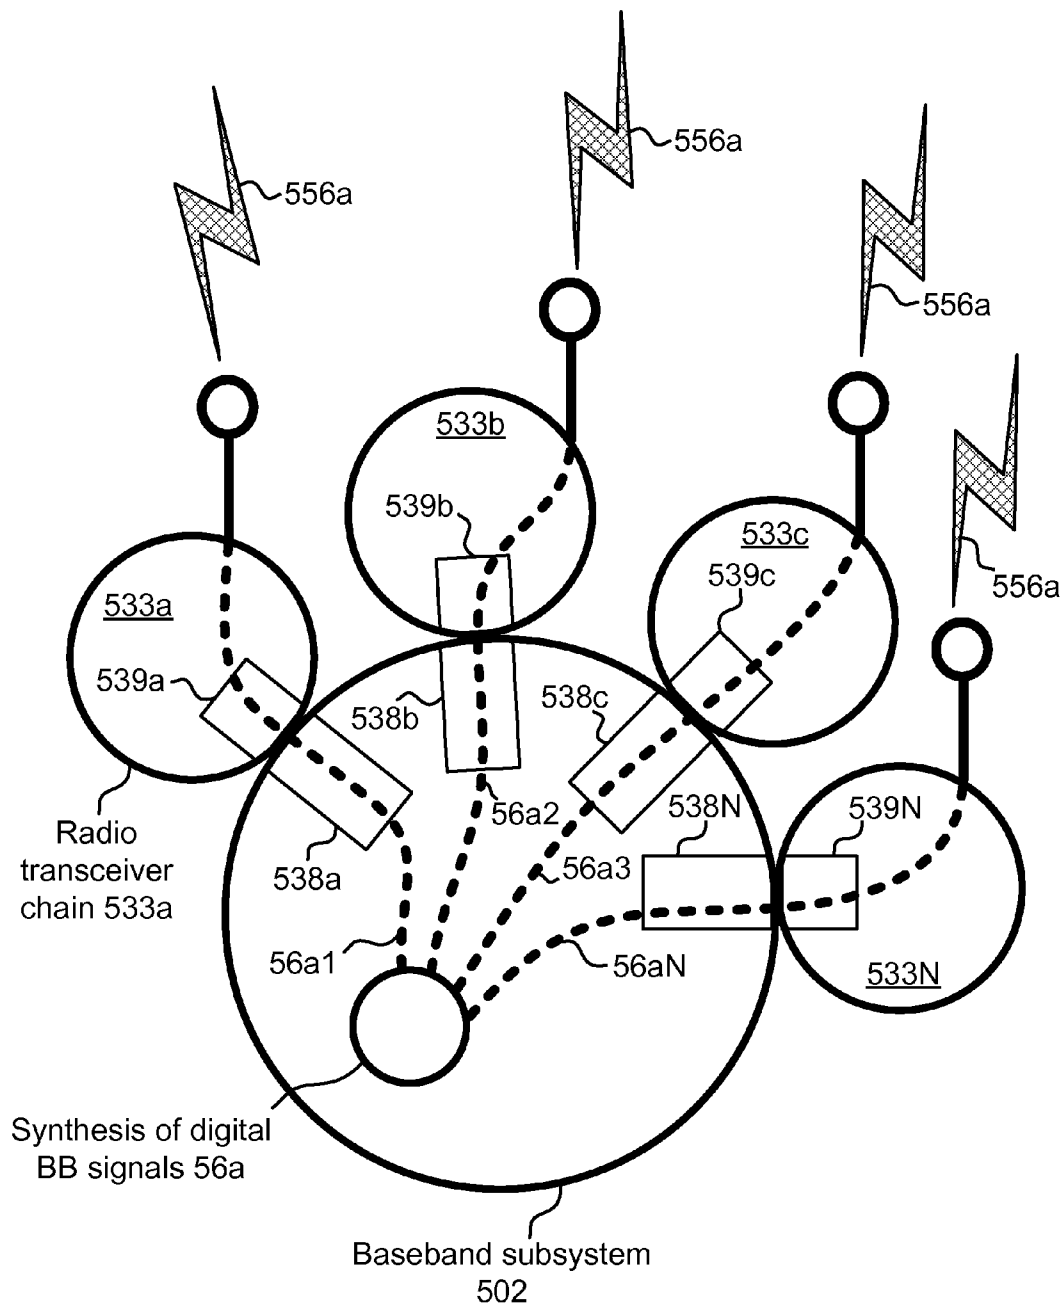 556a
556a
556a
556a
533b
539b
533c
539c
533a
539a
538b
538c
56a2
538N
539N
Radio
transceiver
chain 533a
538a
56a3
56a1
56aN
533N
Synthesis of digital
BB signals 56a
Baseband subsystem
502